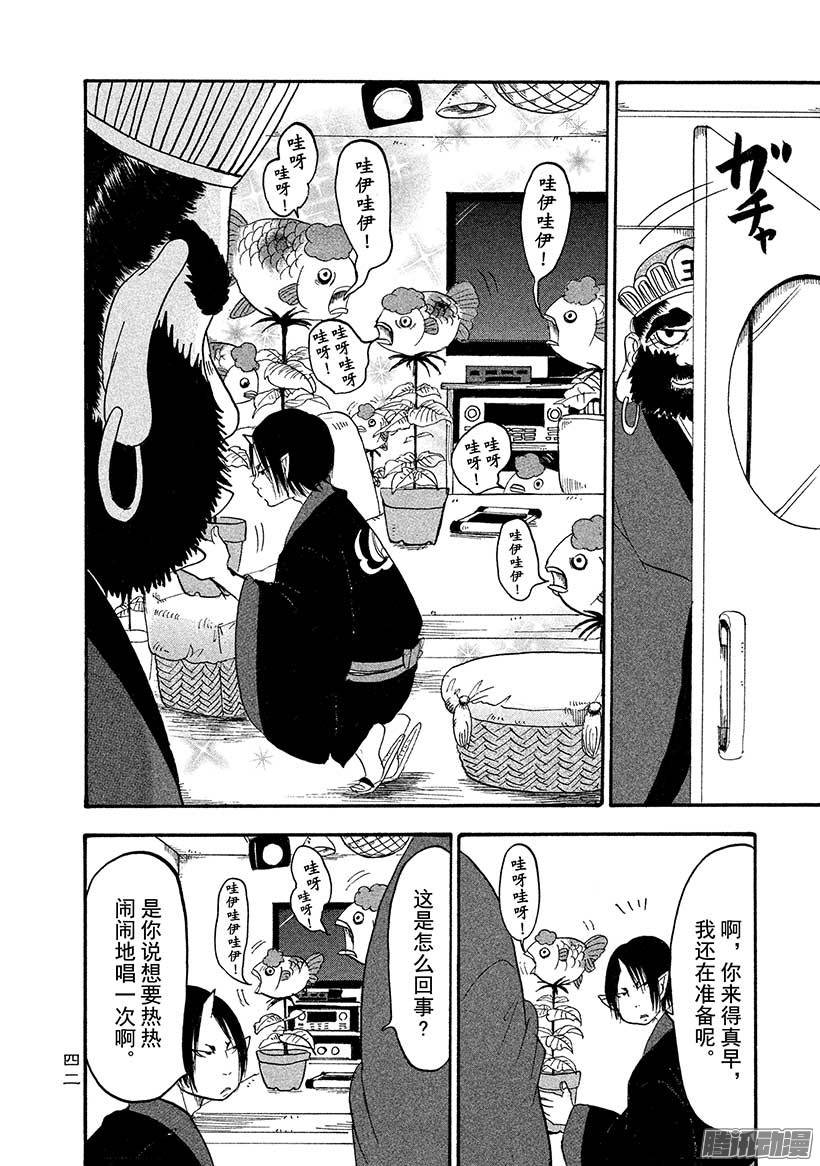 ガチャ
王
哇伊哇伊！
哇伊哇伊！
哇呀
哇呀！
哇呀哇呀
哇呀！
哇呀
哇呀！
哇伊哇伊！
啊，你来得真早，
我还在准备呢。
哇呀哇呀！
这是怎么回事？
哇呀
哇呀！
哇伊哇伊哇伊！
是你说想要热热
闹闹地唱一次啊。
四二
腾讯动漫